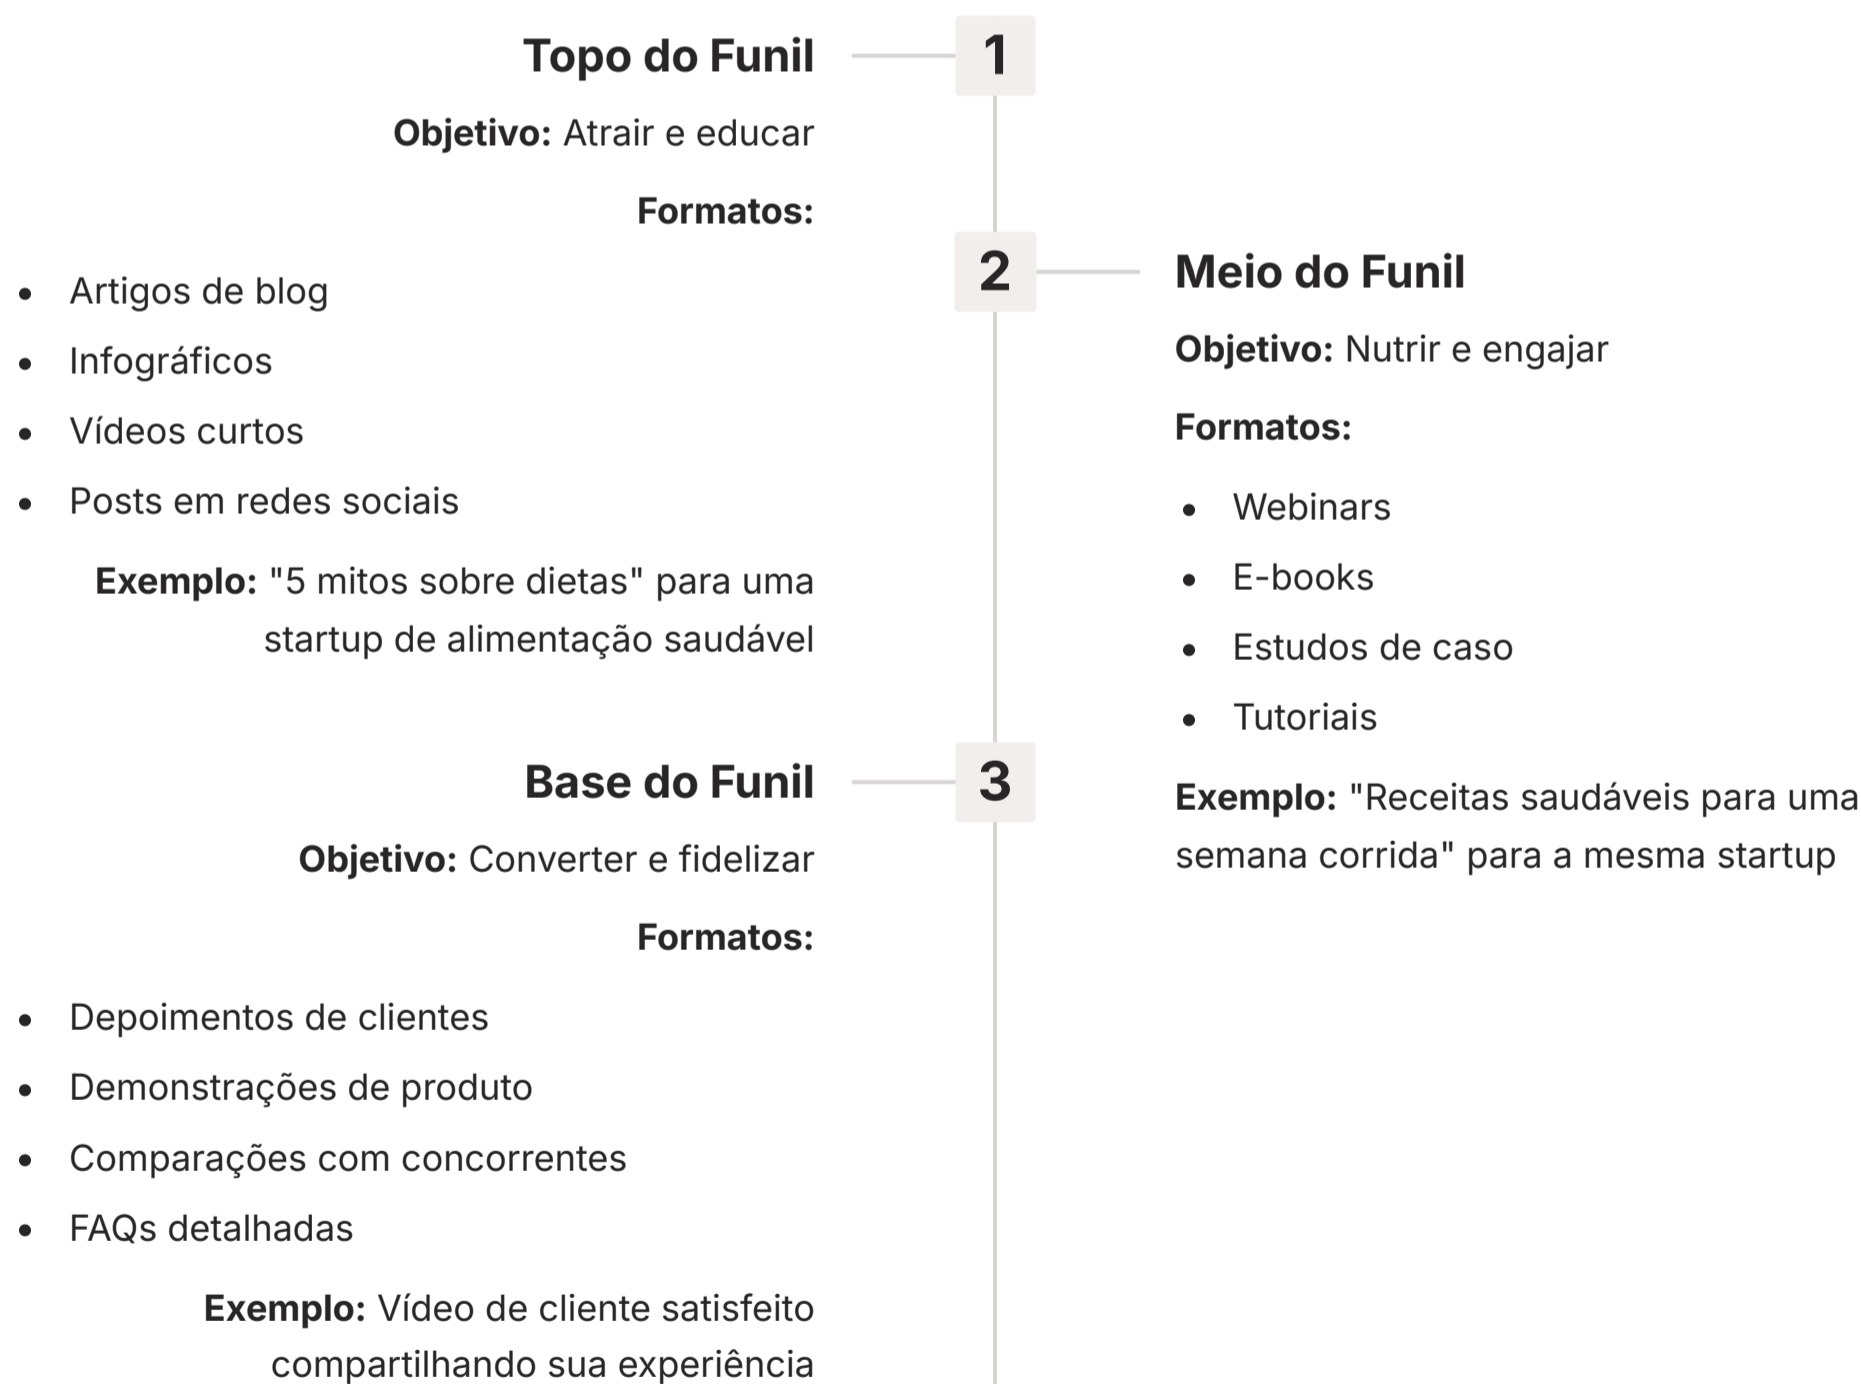 Topo do Funil
1
Objetivo: Atrair e educar
Formatos:
• Artigos de blog
• Infográficos
• Vídeos curtos
• Posts em redes sociais
Exemplo: "5 mitos sobre dietas" para uma
startup de alimentação saudável
2
Meio do Funil
Objetivo: Nutrir e engajar
Formatos:
• Webinars
• E-books
• Estudos de caso
• Tutoriais
Exemplo: "Receitas saudáveis para uma
semana corrida" para a mesma startup
Base do Funil
3
Objetivo: Converter e fidelizar
Formatos:
• Depoimentos de clientes
• Demonstrações de produto
• Comparações com concorrentes
• FAQs detalhadas
Exemplo: Vídeo de cliente satisfeito
compartilhando sua experiência